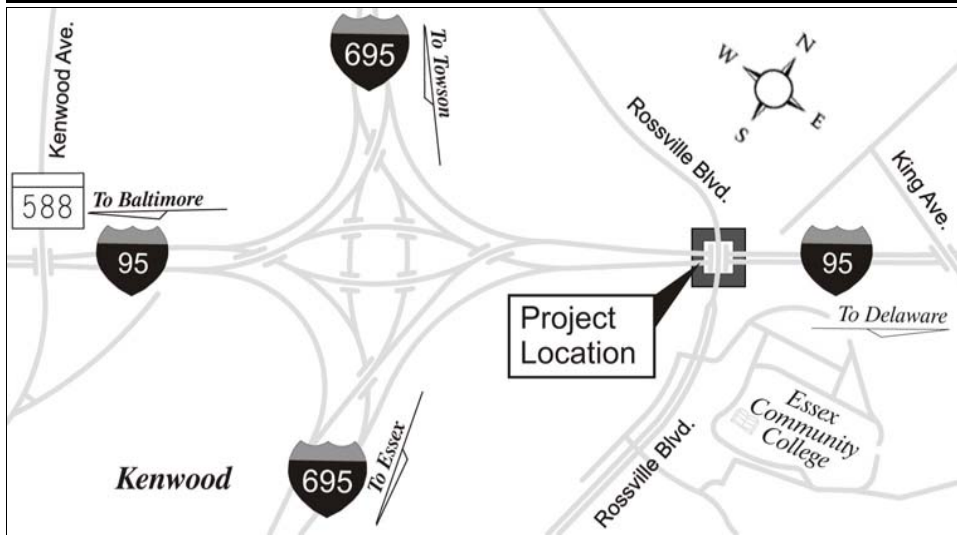 695
To Towson
Kenwood Ave.
N
W
E
S
Rossville Blvd.
King Ave.
588
To Baltimore
95
95
Project
Location
To Delaware
Essex
Community
College
To Essex
Rossville Blvd.
Kenwood
695